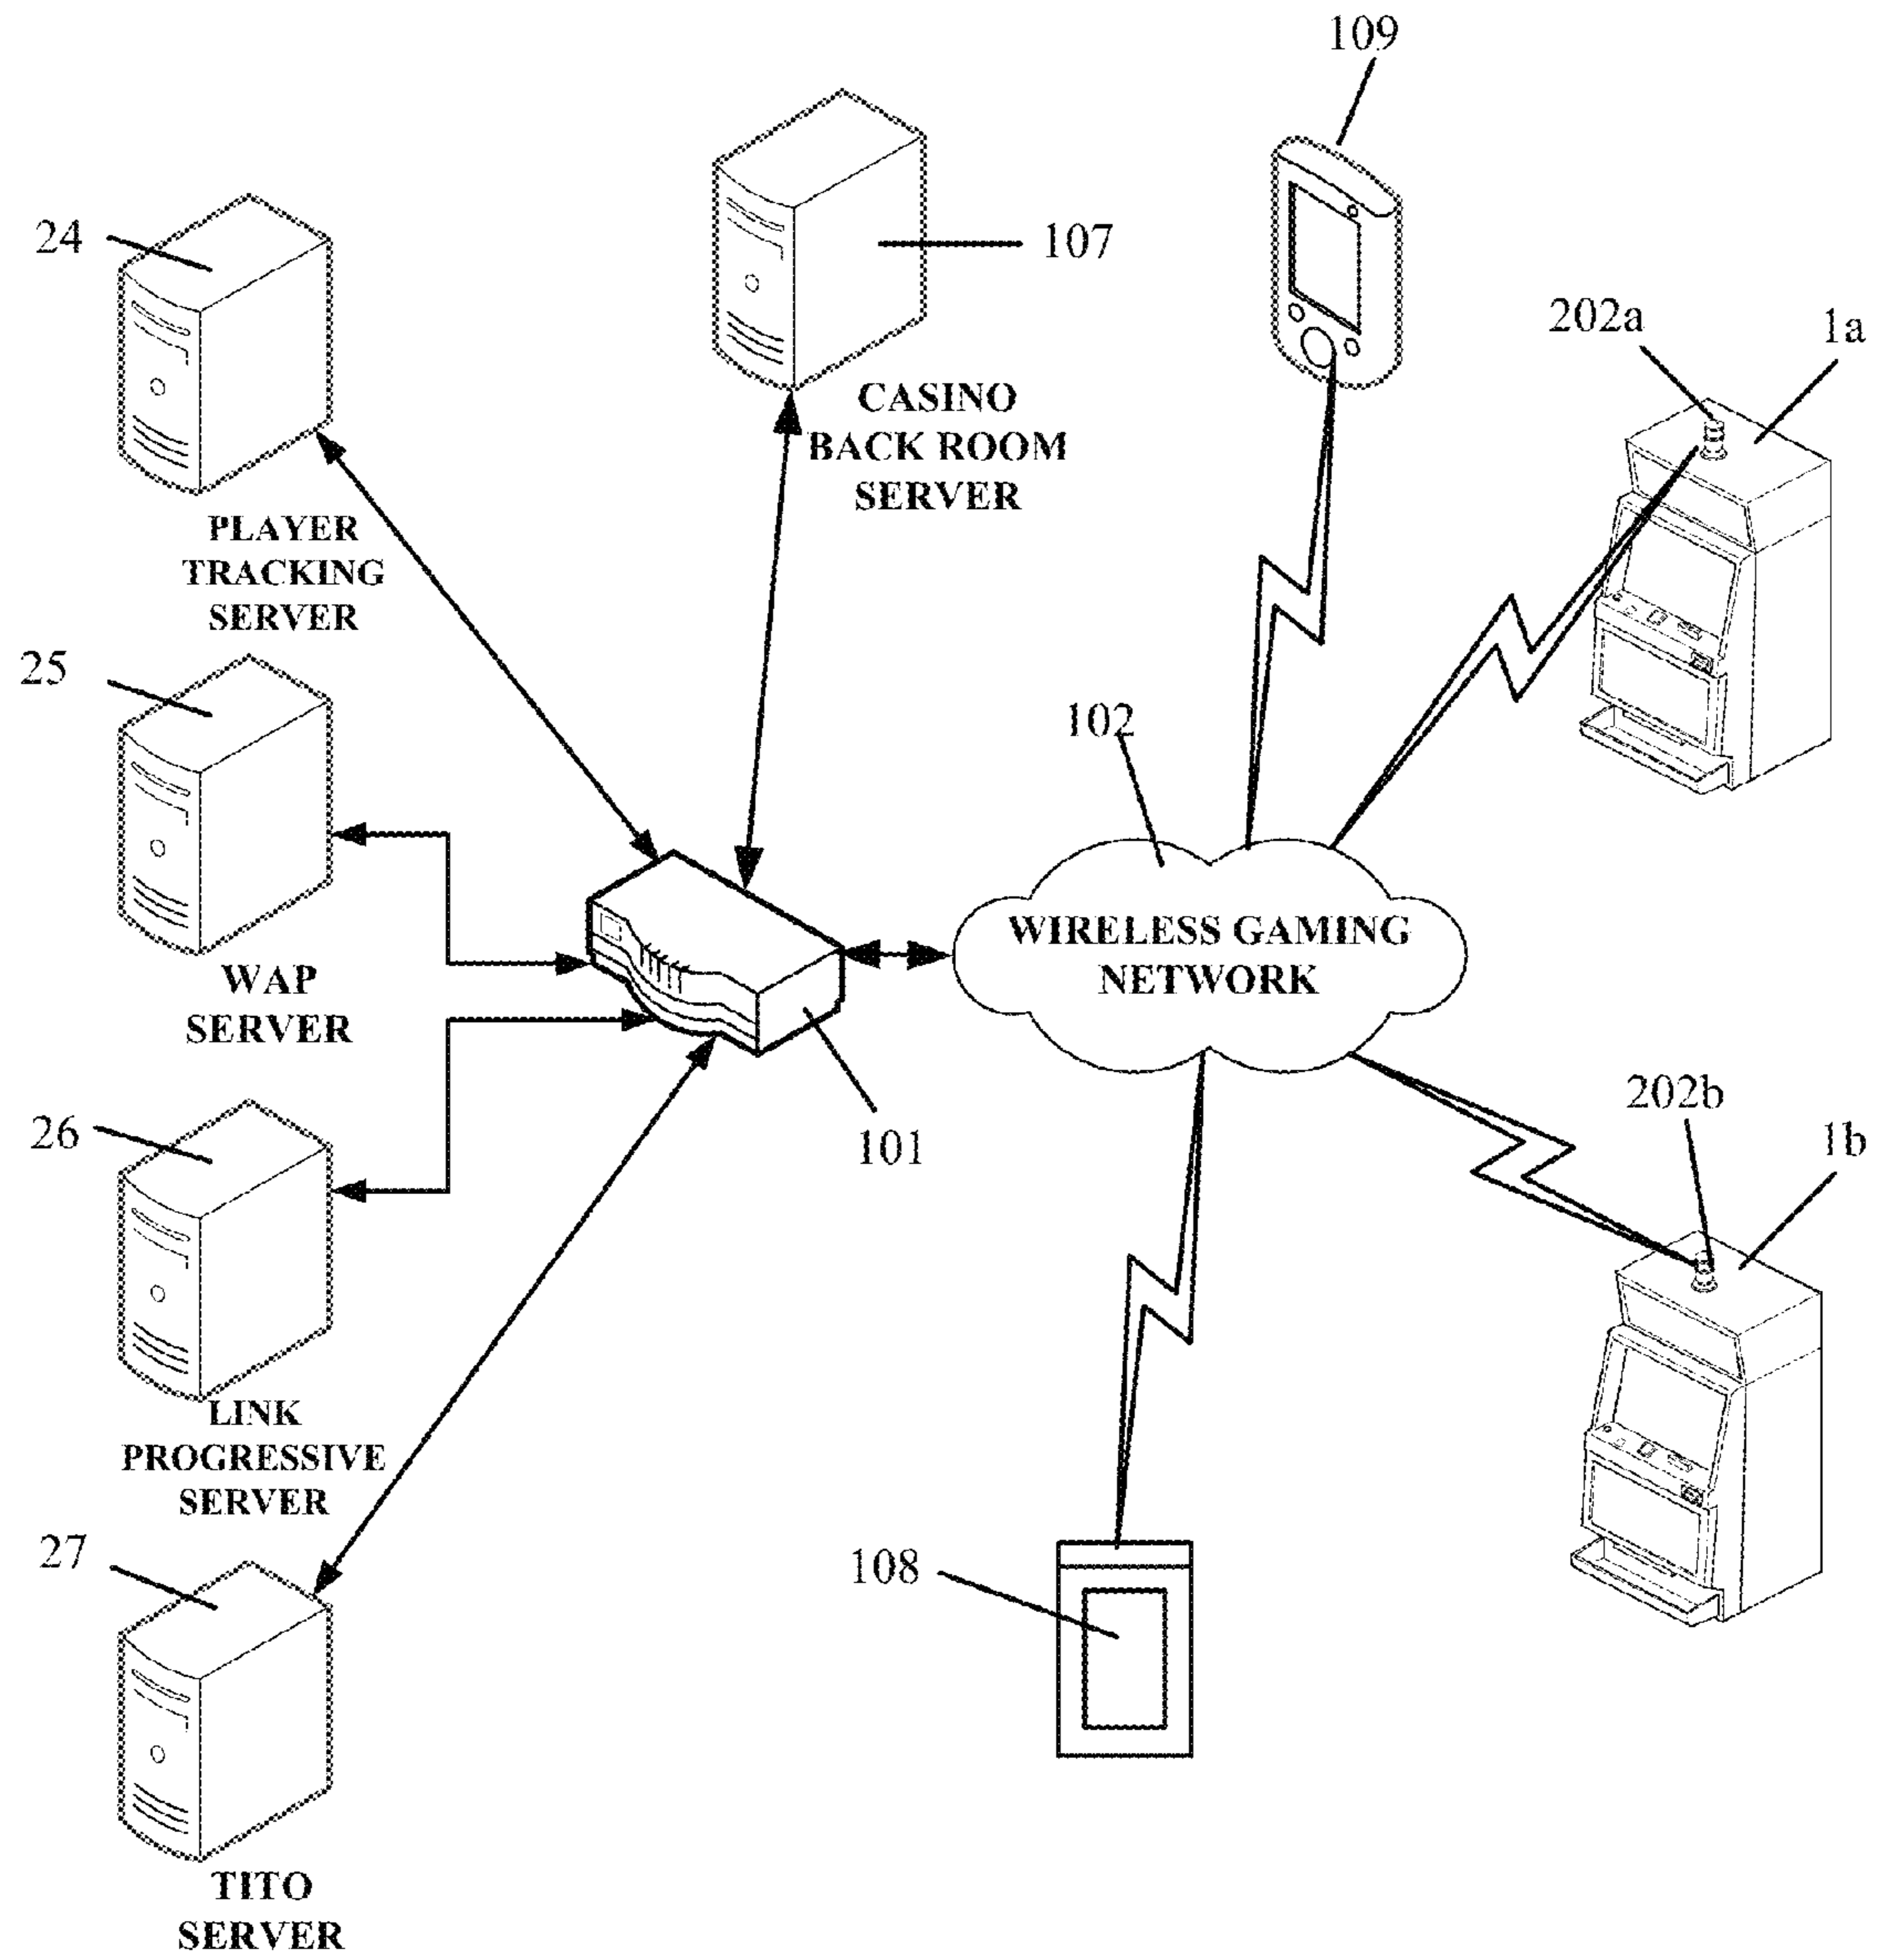 109
24
107
202a
1a
CASINO
BACK ROOM
SERVER
PLAYER
TRACKING
SERVER
25
102
WIRELESS GAMING
NETWORK
WAP
SERVER
101
26
202b
1b
LINK
PROGRESSIVE
SERVER
27
108
TITO
SERVER